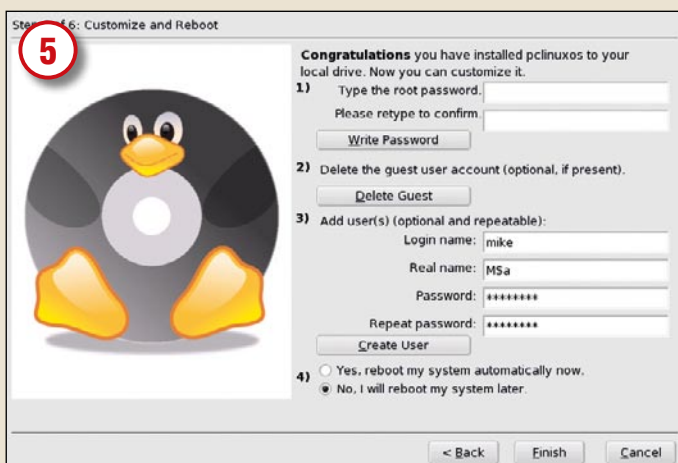 of 6: Customize and Reboot
5
Congratulations you have installed pclinuxos to your
local drive. Now you can customize it.
1) Type the root password.
Please retype to confirm.
Write Password
2) Delete the guest user account (optional, if present).
Delete Guest
3) Add user(s) (optional and repeatable):
Login name: mike
Real name: MSa
Password: ********
Repeat password: ********
Create User
4) Yes, reboot my system automatically now.
No, I will reboot my system later.
< Back Finish Cancel